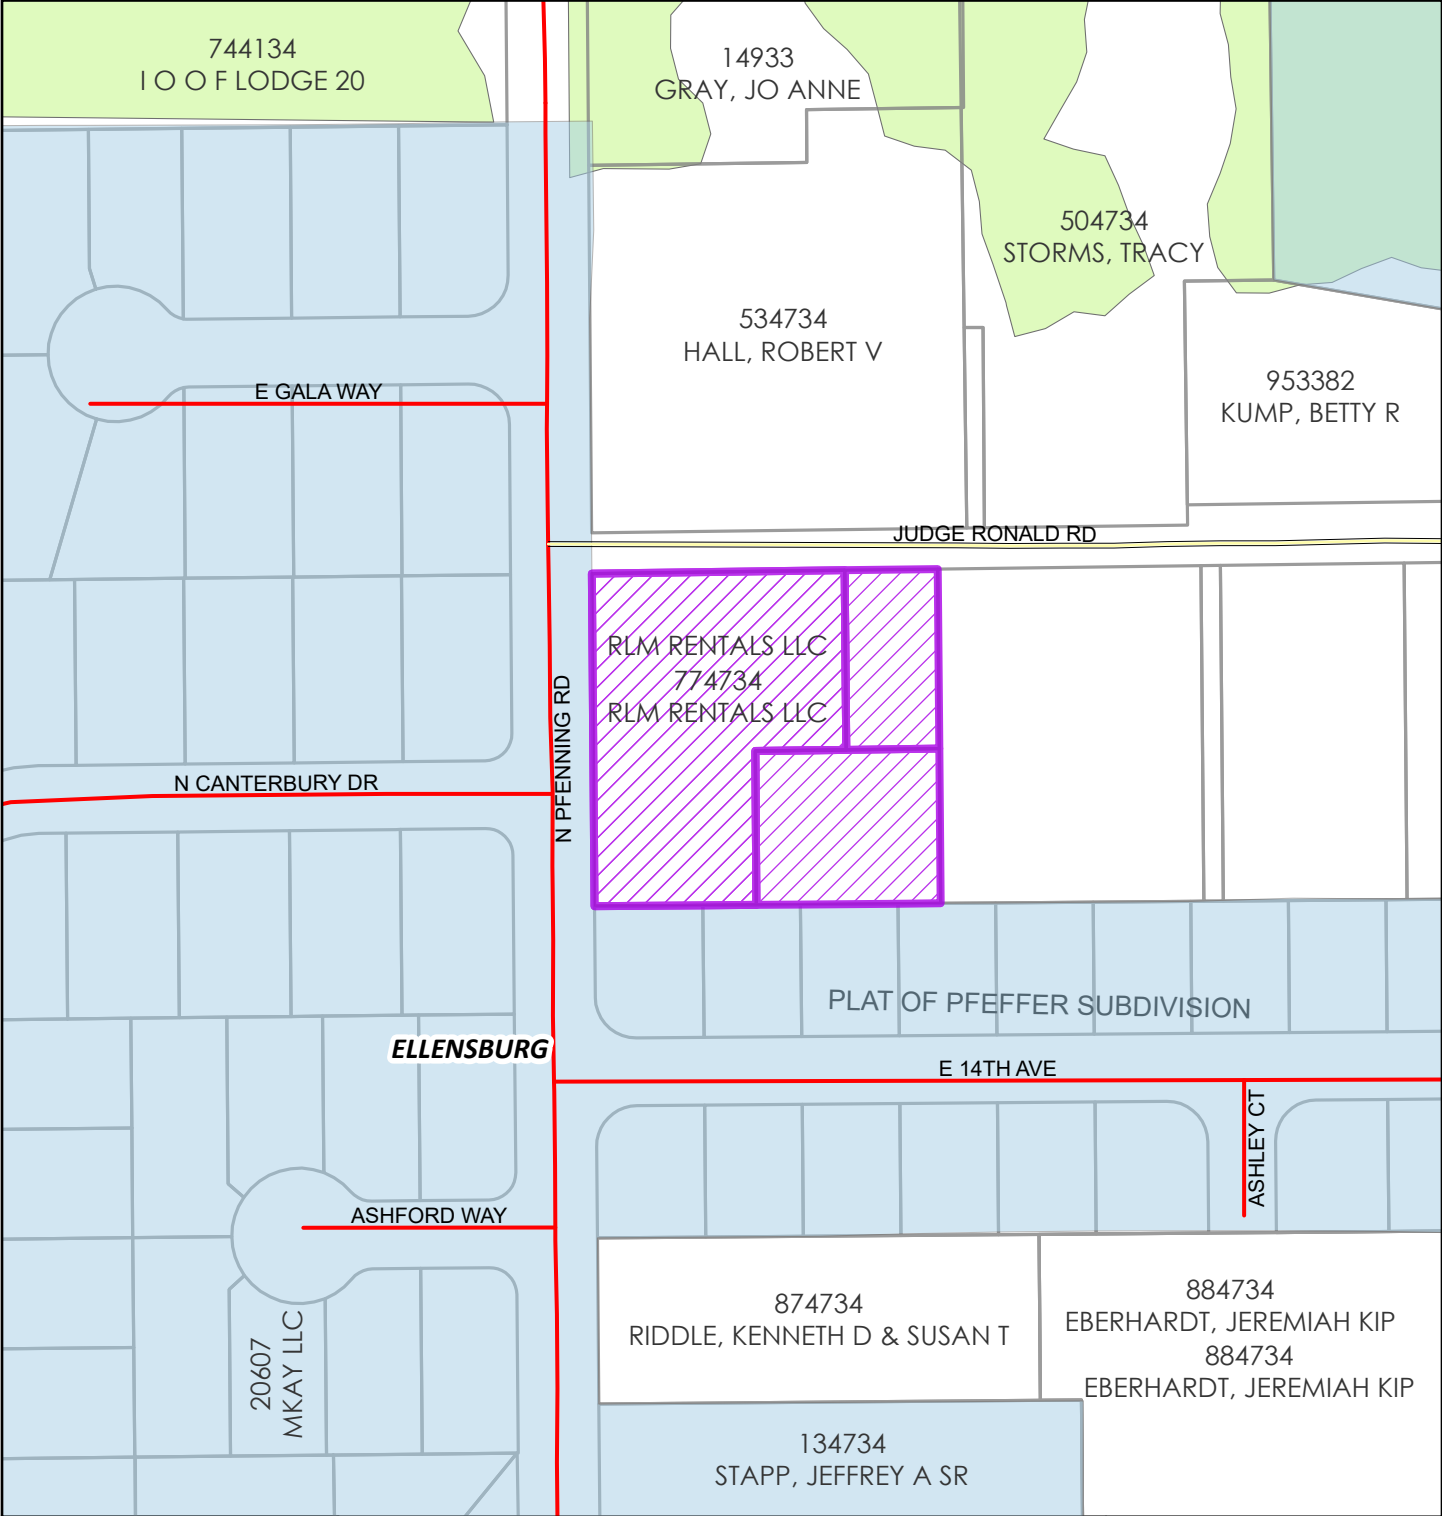 744134
I O O F LODGE 20
14933
GRAY, JO ANNE
504734
STORMS, TRACY
534734
HALL, ROBERT V
953382
KUMP, BETTY R
E GALA WAY
JUDGE RONALD RD
RLM RENTALS LLC
774734
RLM RENTALS LLC
N PFENNING RD
N CANTERBURY DR
PLAT OF PFEFFER SUBDIVISION
ELLENSBURG
E 14TH AVE
ASHLEY CT
ASHFORD WAY
874734
RIDDLE, KENNETH D & SUSAN T
884734
EBERHARDT, JEREMIAH KIP
884734
EBERHARDT, JEREMIAH KIP
20607
MKAY LLC
134734
STAPP, JEFFREY A SR